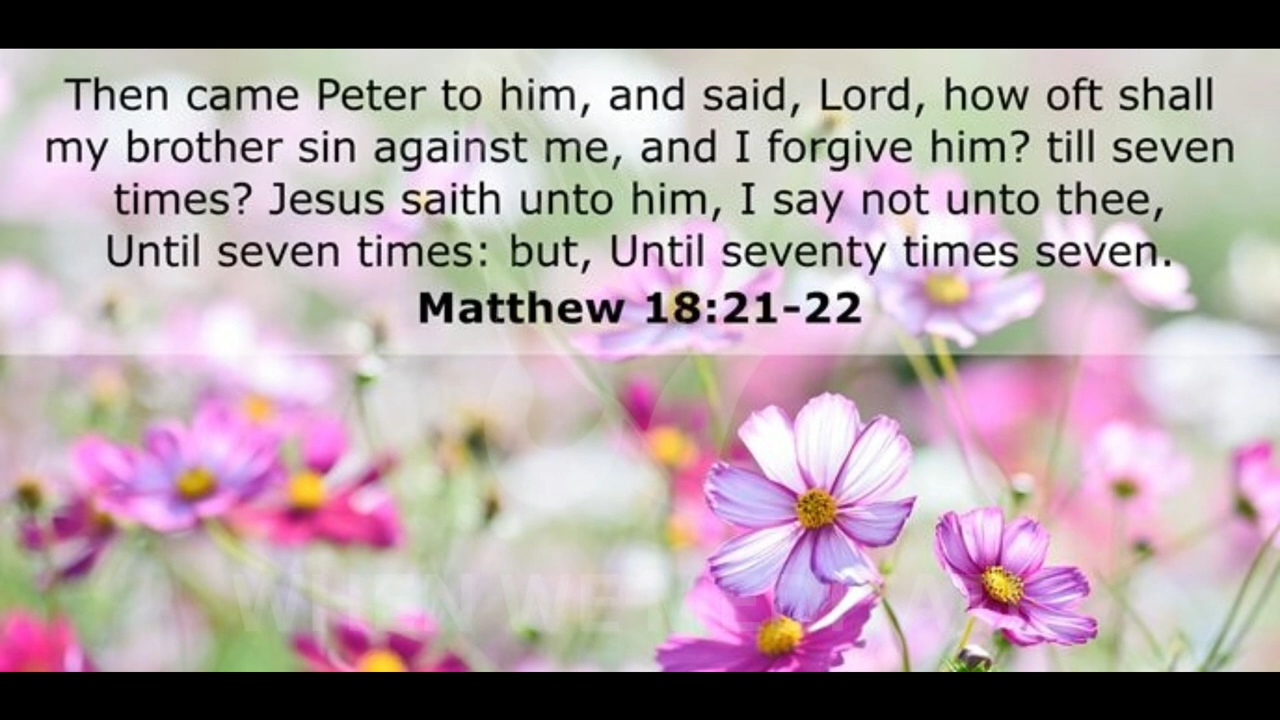 Then came Peter to him, and said, Lord, how oft shall
my brother sin against me, and I forgive him? till seven
times? Jesus saith unto him, I say not unto thee,
Until seven times: but, Until seventy times seven.
Matthew 18:21-22
WHEN WE